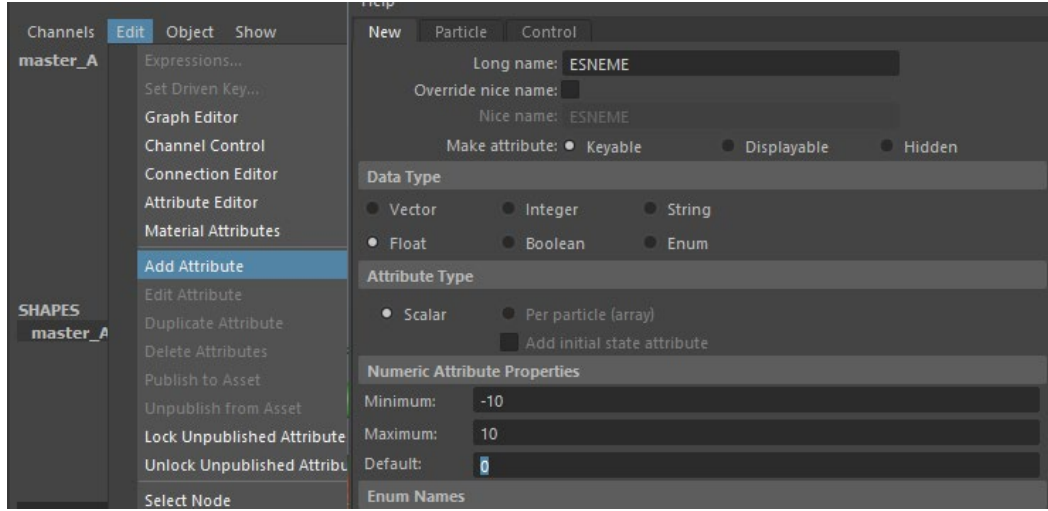 Help
Channels Edit Object Show
master_A
Expressions...
Set Driven Key...
Graph Editor
Channel Control
Connection Editor
Attribute Editor
Material Attributes
Add Attribute
Edit Attribute
Duplicate Attribute
Delete Attributes
Publish to Asset
Unpublish from Asset
Lock Unpublished Attribute
Unlock Unpublished Attribu
Select Node
SHAPES
master_A
New Particle Control
Long name: ESNEME
Override nice name:
Nice name: ESNEME
Make attribute: Keyable Displayable Hidden
Data Type
Vector Integer String
Float Boolean Enum
Attribute Type
Scalar Per particle (array)
Add initial state attribute
Numeric Attribute Properties
Minimum: -10
Maximum: 10
Default: 0
Enum Names